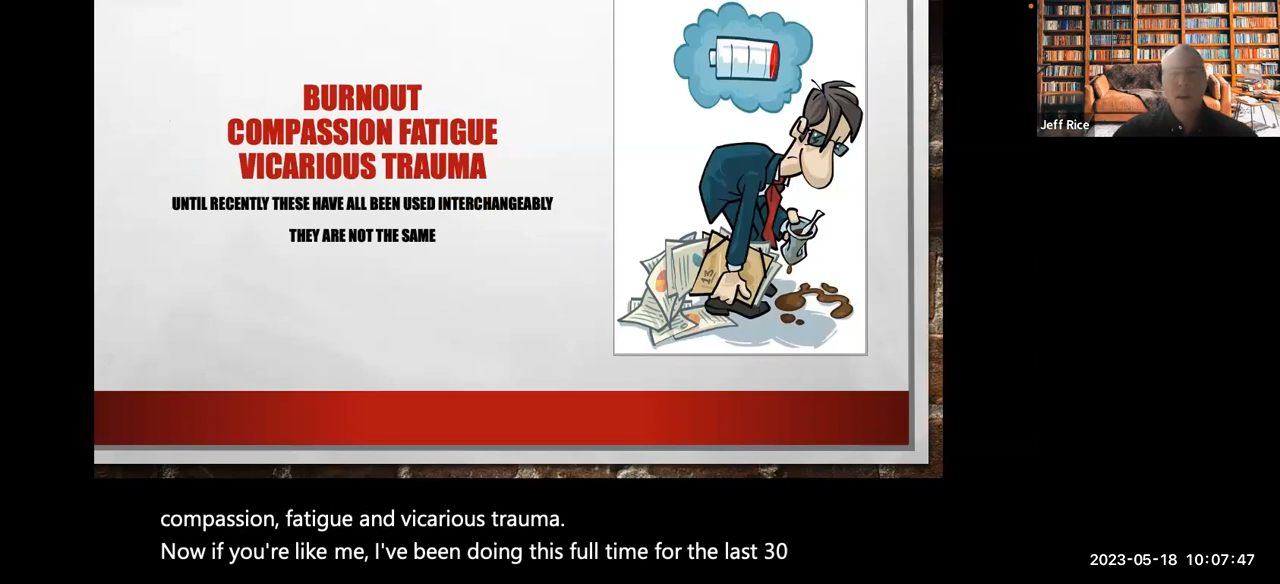 BURNOUT
COMPASSION FATIGUE
VICARIOUS TRAUMA
UNTIL RECENTLY THESE HAVE ALL BEEN USED INTERCHANGEABLY
THEY ARE NOT THE SAME
Jeff Rice
compassion, fatigue and vicarious trauma.
Now if you're like me, I've been doing this full time for the last 30
2023-05-18 10:07:47